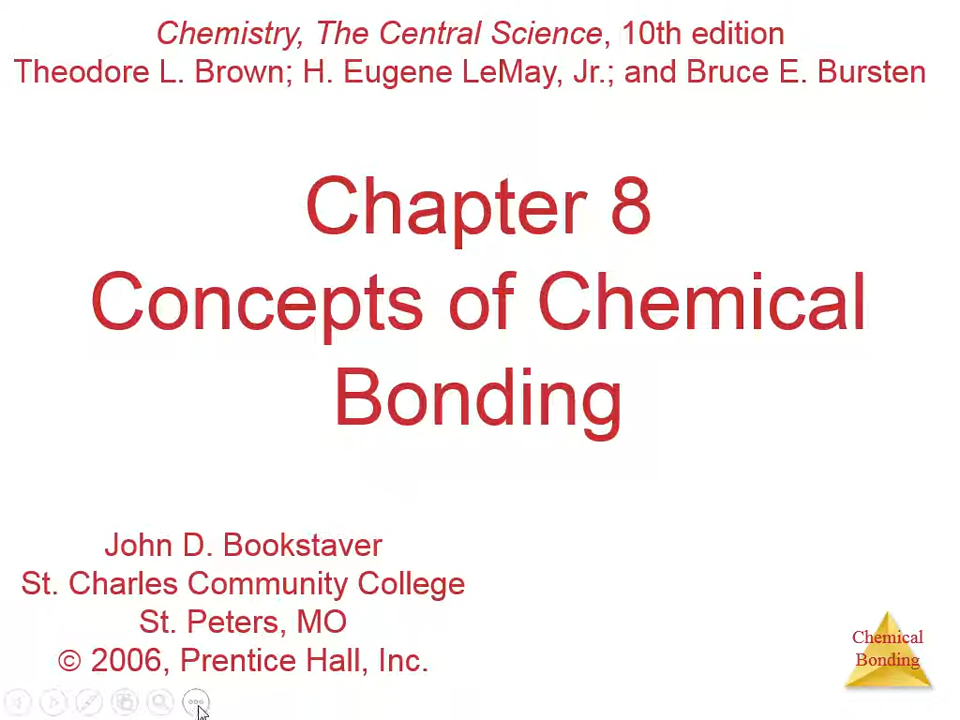 Chemistry, The Central Science, 10th edition
Theodore L. Brown; H. Eugene LeMay, Jr.; and Bruce E. Bursten
Chapter 8
Concepts of Chemical
Bonding
John D. Bookstaver
St. Charles Community College
St. Peters, MO
© 2006, Prentice Hall, Inc.
Chemical
Bonding